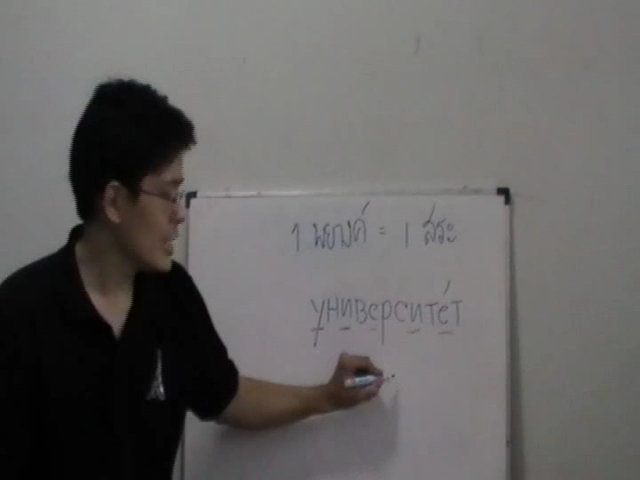 1 พยางค์ = 1 สระ
университе́т